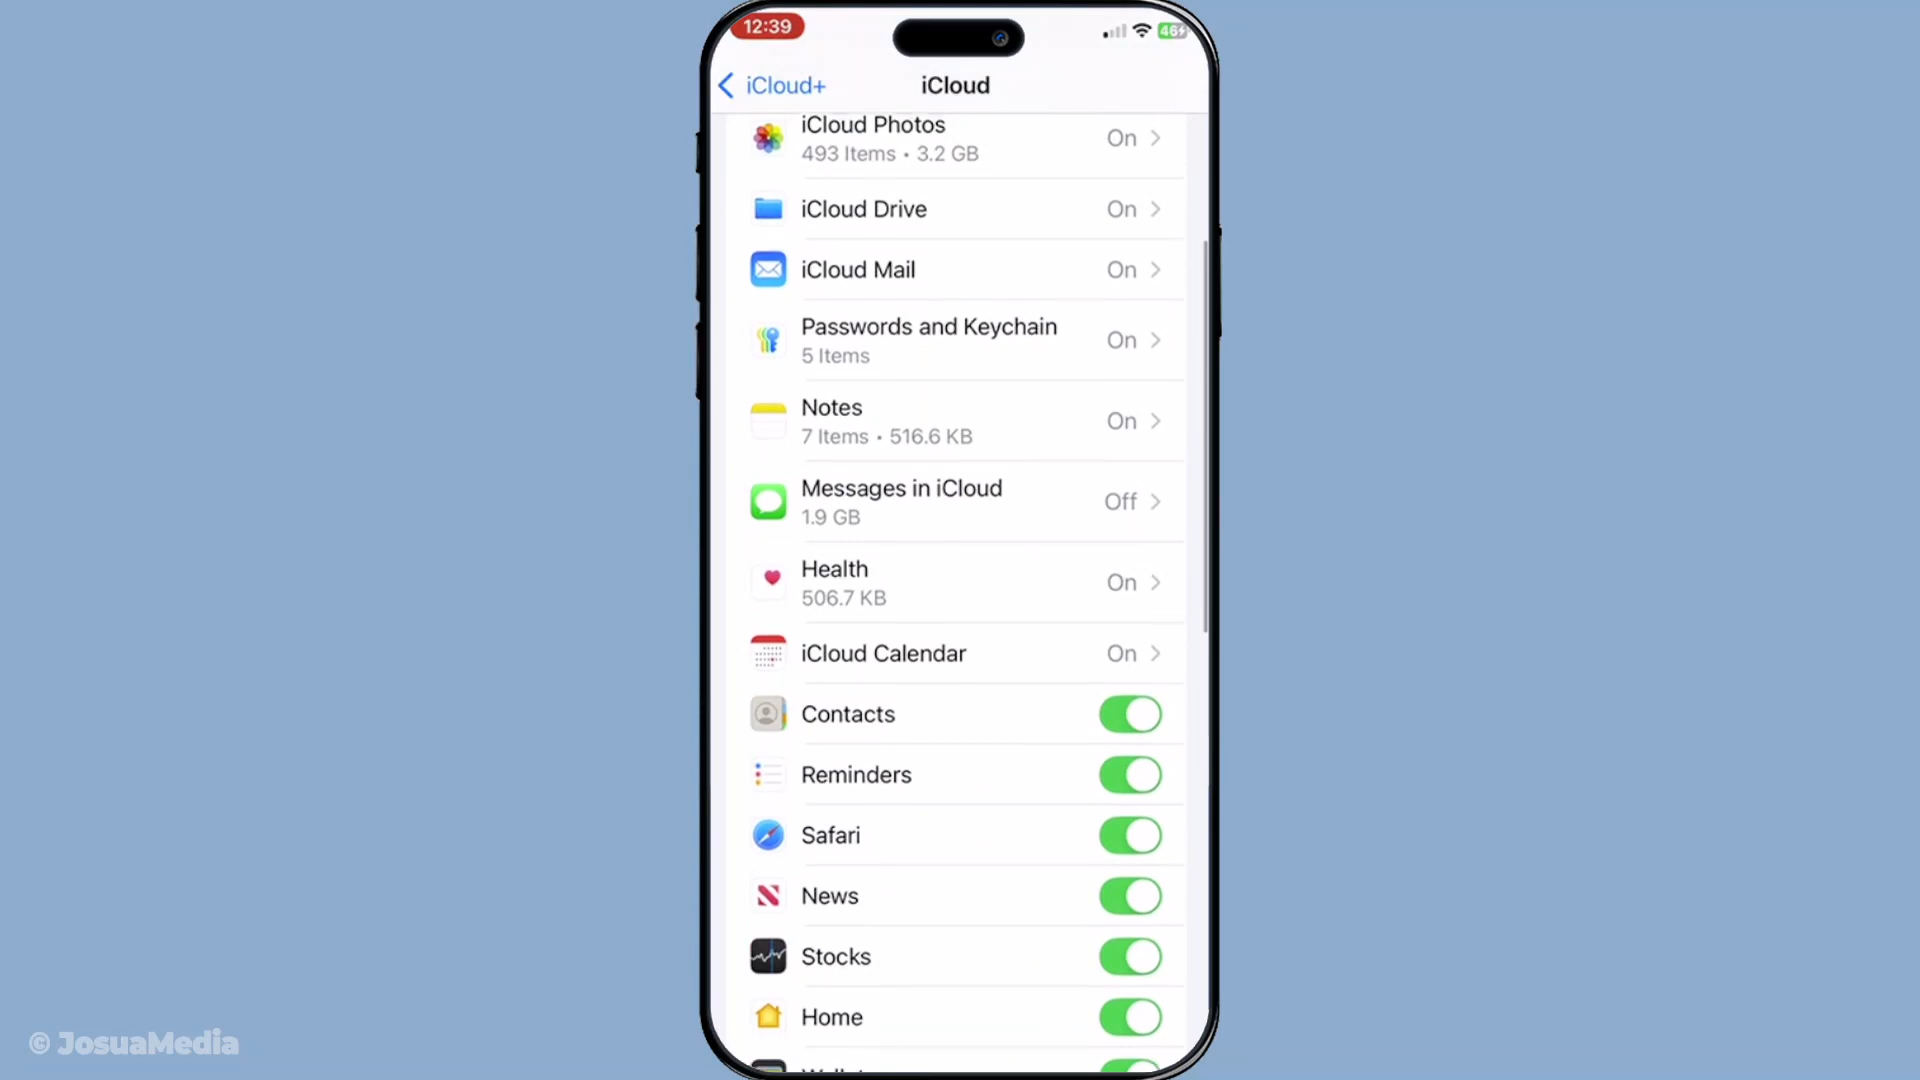 12:39
46
iCloud+
iCloud
iCloud Photos
On
493 Items • 3.2 GB
iCloud Drive
On
iCloud Mail
On
Passwords and Keychain
On
5 Items
Notes
On
7 Items • 516.6 KB
Messages in iCloud
Off
1.9 GB
Health
On
506.7 KB
iCloud Calendar
On
Contacts
Reminders
Safari
News
Stocks
Home
© JosuaMedia